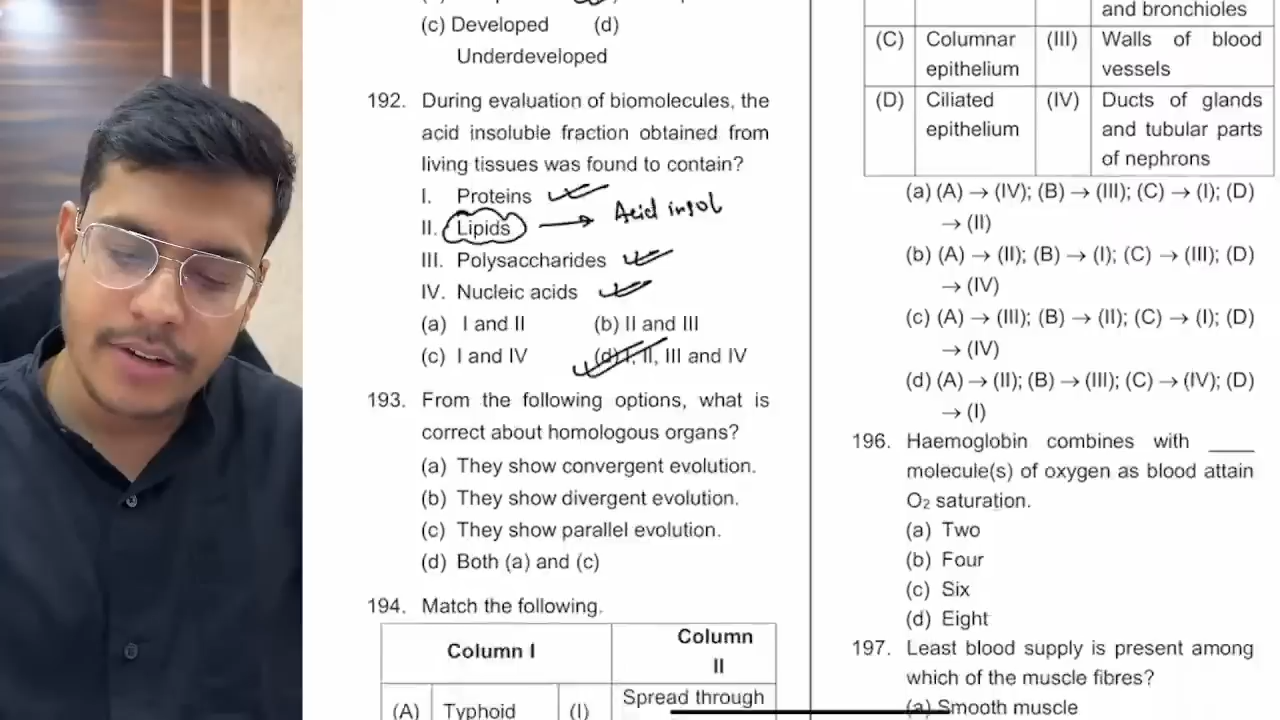 (c) Developed (d)
Underdeveloped
192. During evaluation of biomolecules, the
acid insoluble fraction obtained from
living tissues was found to contain?
I. Proteins
II. Lipids → Acid insol
III. Polysaccharides
IV. Nucleic acids
(a) I and II (b) II and III
(c) I and IV (d) I, II, III and IV
193. From the following options, what is
correct about homologous organs?
(a) They show convergent evolution.
(b) They show divergent evolution.
(c) They show parallel evolution.
(d) Both (a) and (c)
194. Match the following.
Column I Column
II
(A) Typhoid (I) Spread through
and bronchioles
(C) Columnar (III) Walls of blood
epithelium vessels
(D) Ciliated (IV) Ducts of glands
epithelium and tubular parts
of nephrons
(a) (A) → (IV); (B) → (III); (C) → (I); (D)
→ (II)
(b) (A) → (II); (B) → (I); (C) → (III); (D)
→ (IV)
(c) (A) → (III); (B) → (II); (C) → (I); (D)
→ (IV)
(d) (A) → (II); (B) → (III); (C) → (IV); (D)
→ (I)
196. Haemoglobin combines with ____
molecule(s) of oxygen as blood attain
O₂ saturation.
(a) Two
(b) Four
(c) Six
(d) Eight
197. Least blood supply is present among
which of the muscle fibres?
(a) Smooth muscle